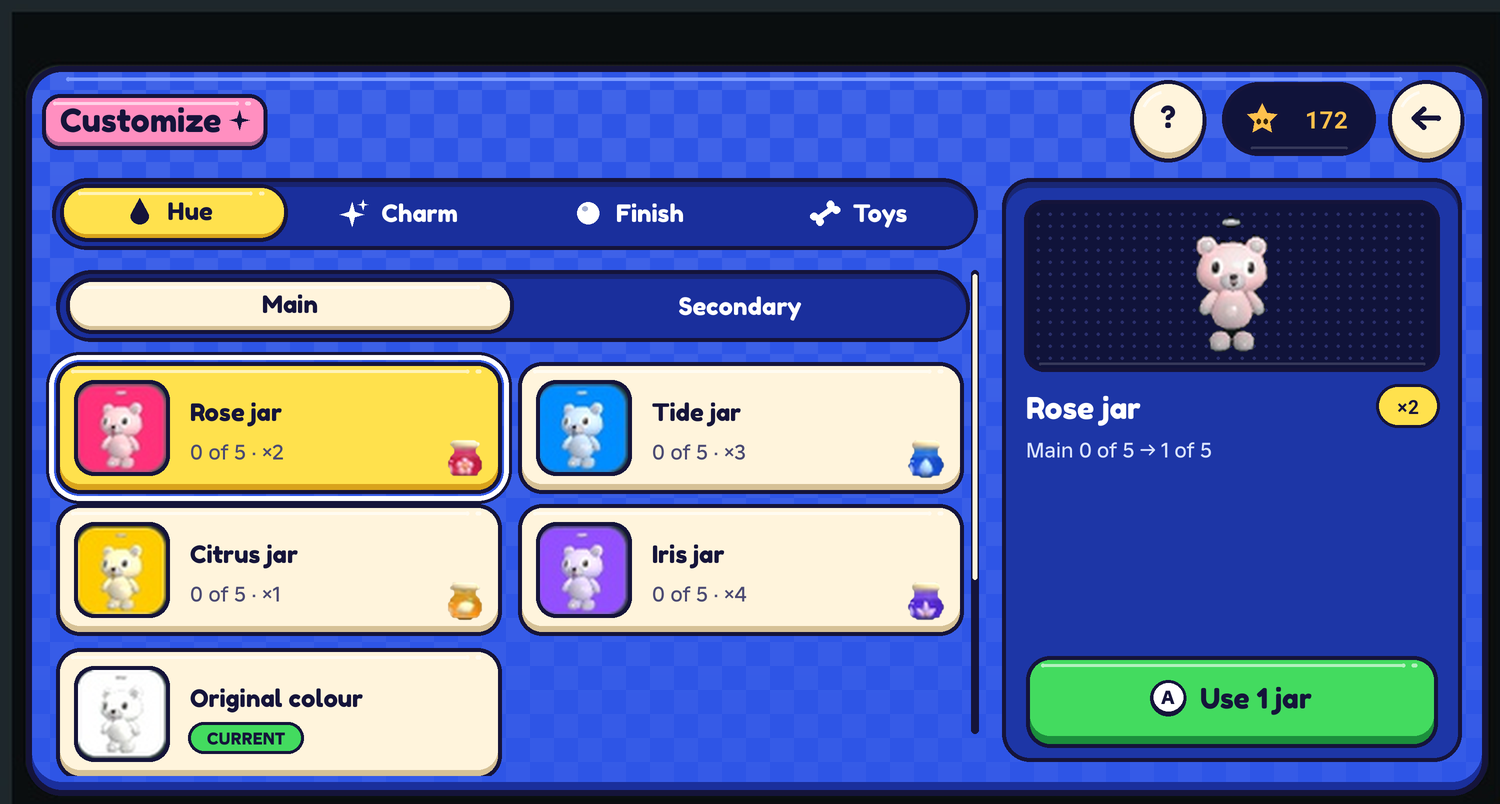 Customize
?
172
Hue
Charm
Finish
Toys
Main
Secondary
Rose jar
0 of 5 · ×2
Tide jar
0 of 5 · ×3
Citrus jar
0 of 5 · ×1
Iris jar
0 of 5 · ×4
Original colour
CURRENT
Rose jar
×2
Main 0 of 5 → 1 of 5
A Use 1 jar